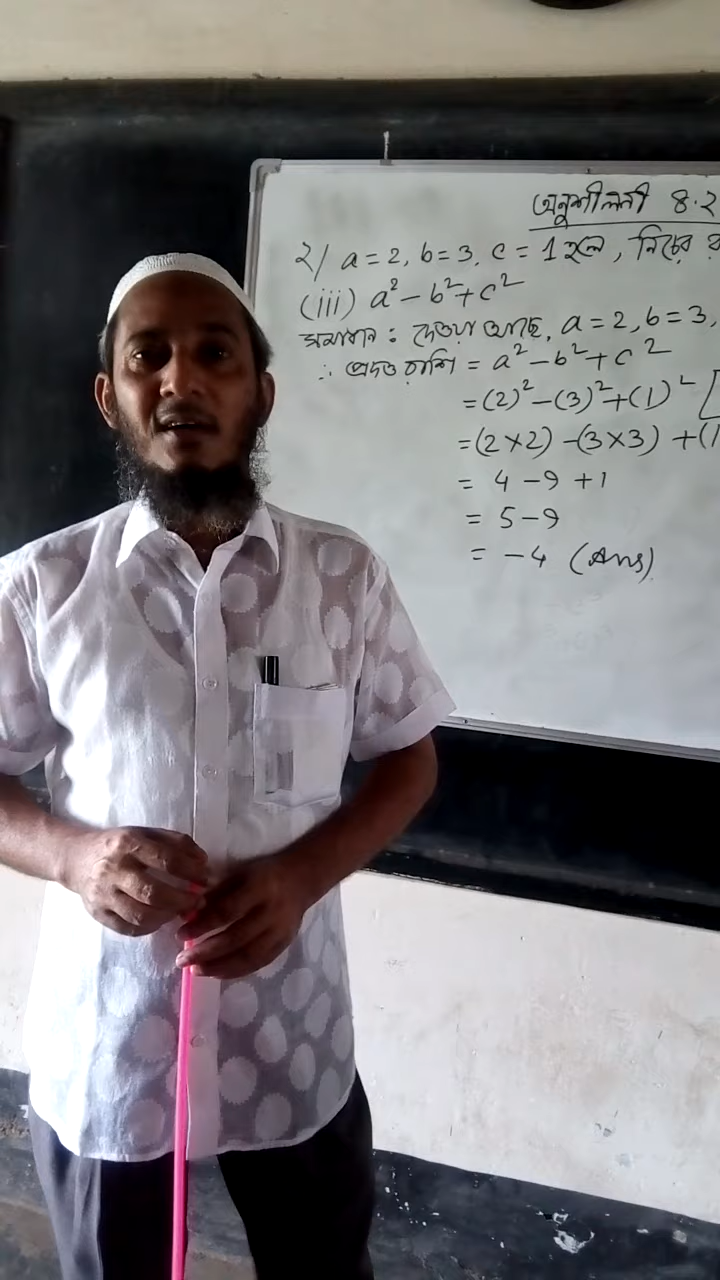 অনুশীলনী ৪.২
২/ a = 2, b = 3, c = 1 হলে, নিচের
(iii) a² – b² + c²
সমাধান : দেওয়া আছে, a = 2, b = 3,
∴ প্রদত্ত রাশি = a² – b² + c²
= (2)² – (3)² + (1)² [
= (2×2) – (3×3) + (1
= 4 – 9 + 1
= 5 – 9
= – 4 (Ans)